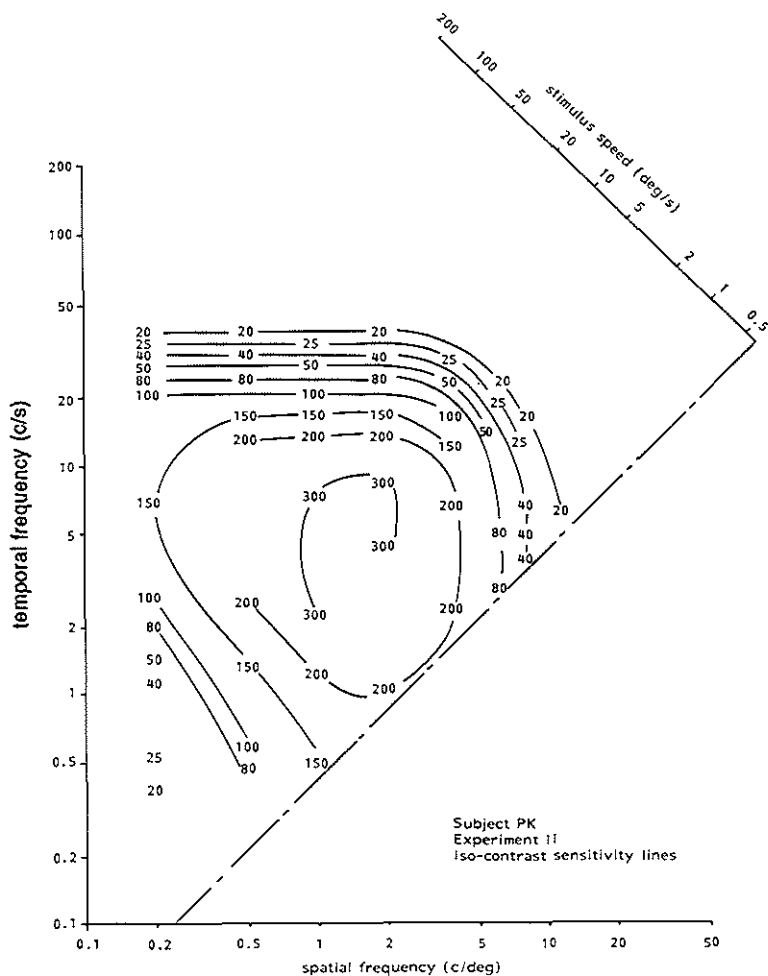 200
100
50
20
10
5
2
1
0.5
stimulus speed (deg/s)
200
100
50
20
10
5
2
1
0.5
0.2
0.1
temporal frequency (c/s)
20 20 20
25 25 25
40 40 40
50 50 50
80 80 80
100 100 100
20
25 20
50 25
150 150 150 150
200 200 200
300 300
150 200 80 40 20
300 40
40
300 200 80
100 200
80
50 150 200 200
40
100 150
25 80
20
Subject PK
Experiment II
Iso-contrast sensitivity lines
0.1 0.2 0.5 1 2 5 10 20 50
spatial frequency (c/deg)